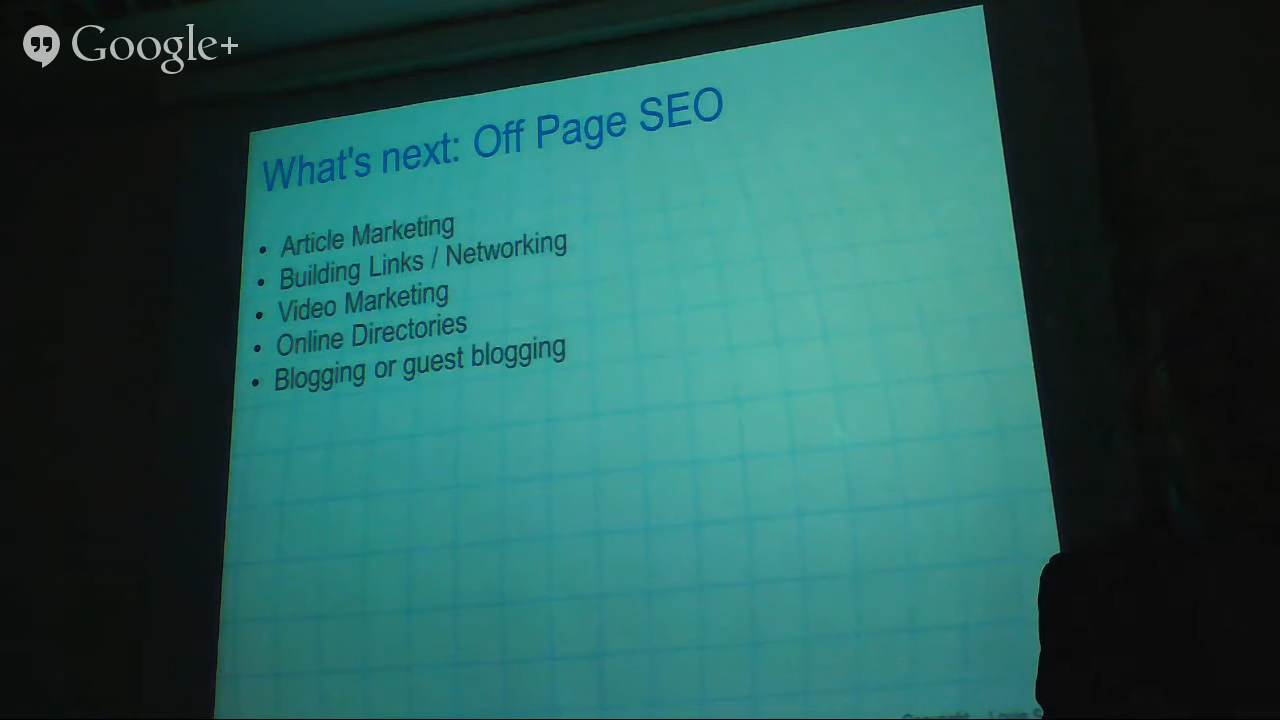 Google+
What's next: Off Page SEO
• Article Marketing
• Building Links / Networking
• Video Marketing
• Online Directories
• Blogging or guest blogging